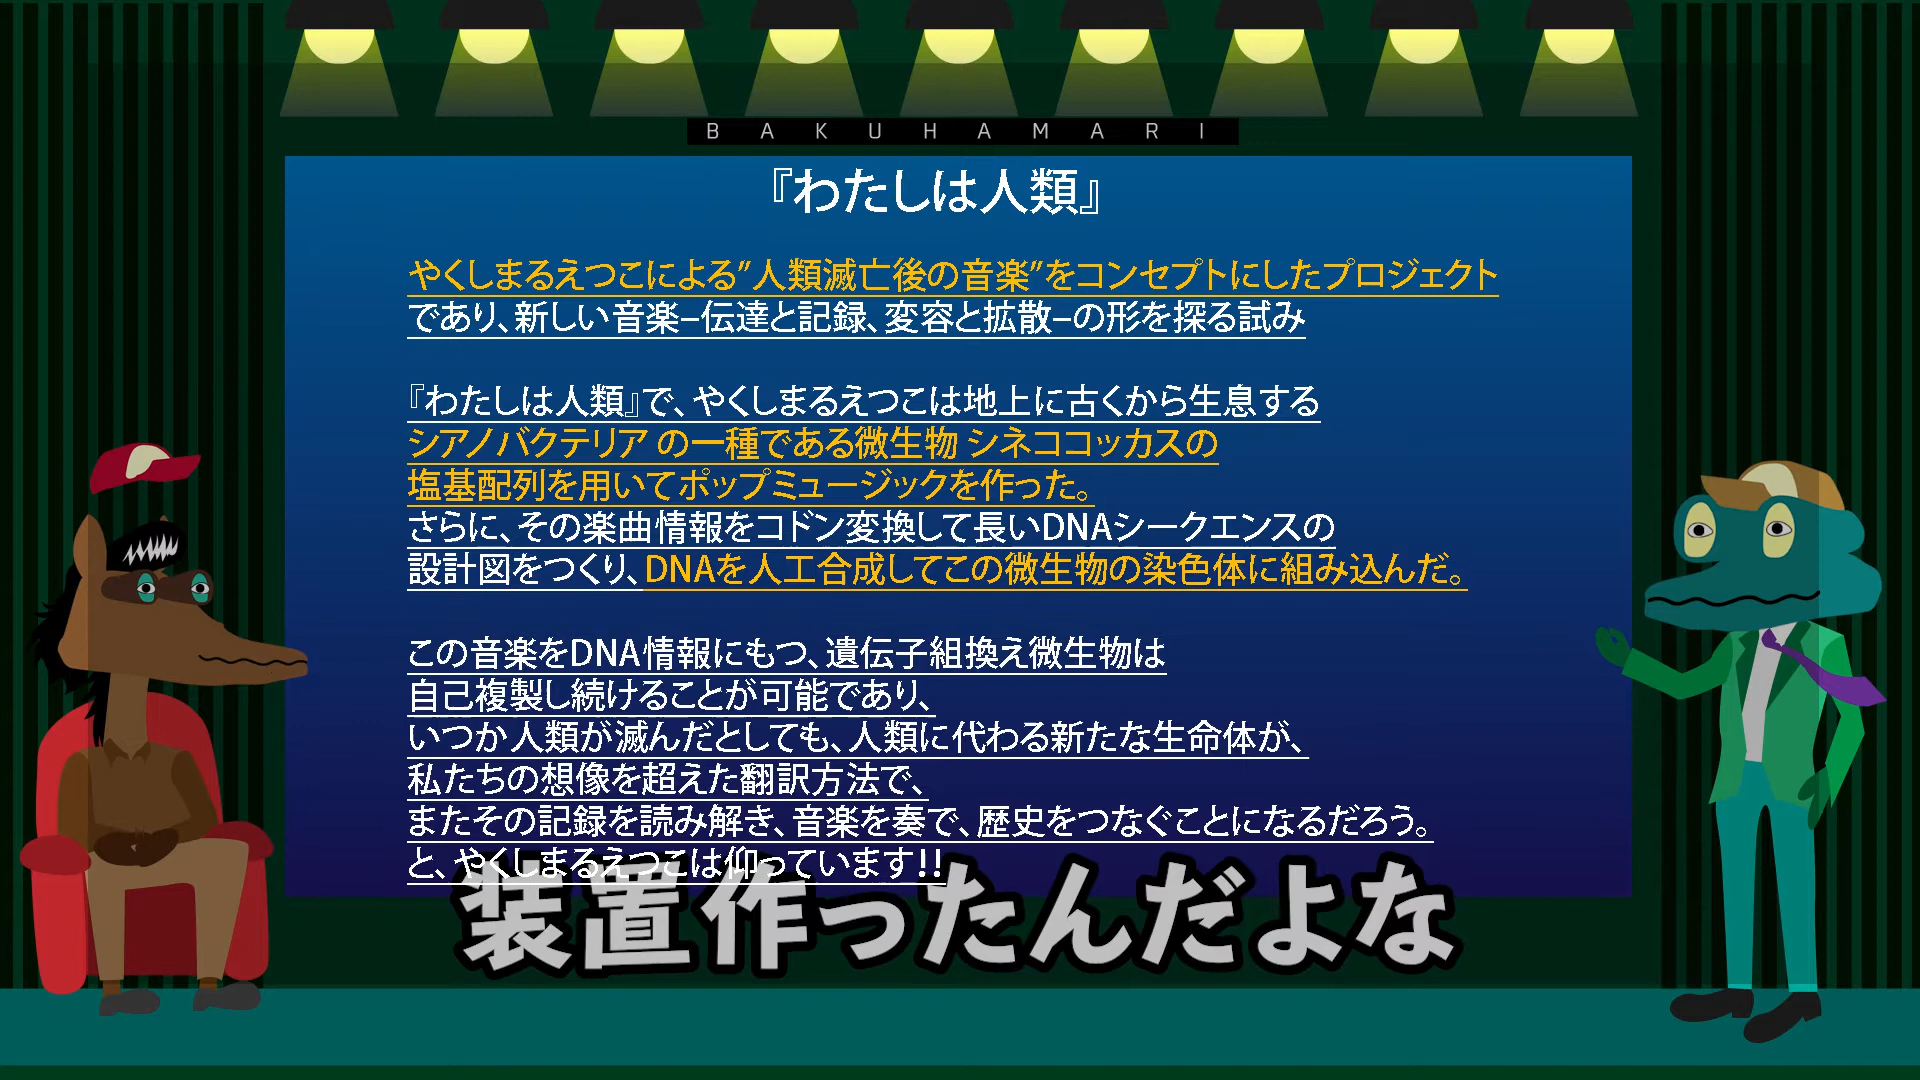 BAKUHAMARI
『わたしは人類』
やくしまるえつこによる”人類滅亡後の音楽”をコンセプトにしたプロジェクト
であり、新しい音楽–伝達と記録、変容と拡散–の形を探る試み
『わたしは人類』で、やくしまるえつこは地上に古くから生息する
シアノバクテリア の一種である微生物 シネココッカスの
塩基配列を用いてポップミュージックを作った。
さらに、その楽曲情報をコドン変換して長いDNAシークエンスの
設計図をつくり、DNAを人工合成してこの微生物の染色体に組み込んだ。
この音楽をDNA情報にもつ、遺伝子組換え微生物は
自己複製し続けることが可能であり、
いつか人類が滅んだとしても、人類に代わる新たな生命体が、
私たちの想像を超えた翻訳方法で、
またその記録を読み解き、音楽を奏で、歴史をつなぐことになるだろう。
と、やくしまるえつこは仰っています!!
装置作ったんだよな